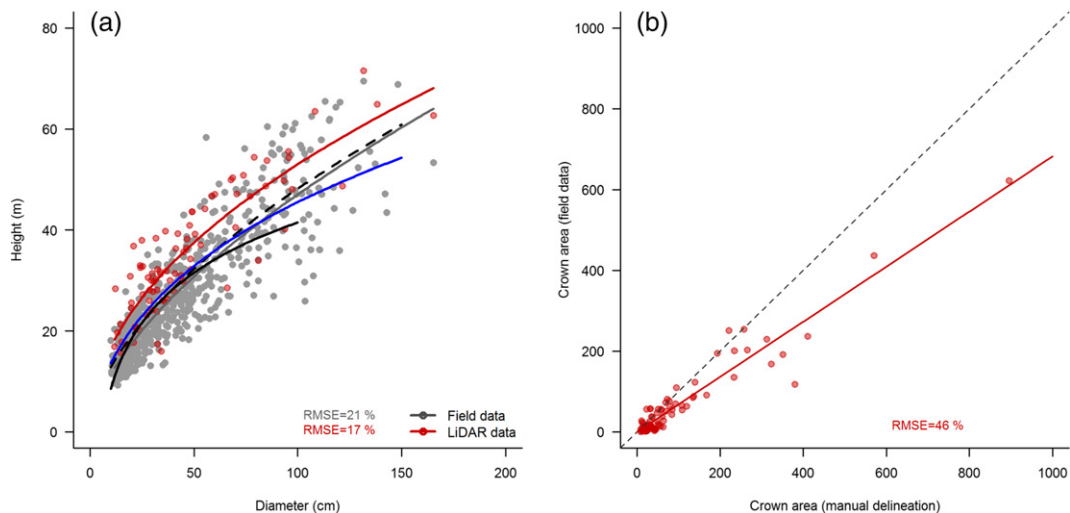 (a)
80
60
40
20
0
Height (m)
0 50 100 150 200
Diameter (cm)
RMSE=21 %
RMSE=17 %
Field data
LiDAR data
(b)
1000
800
600
400
200
0
Crown area (field data)
RMSE=46 %
0 200 400 600 800 1000
Crown area (manual delineation)